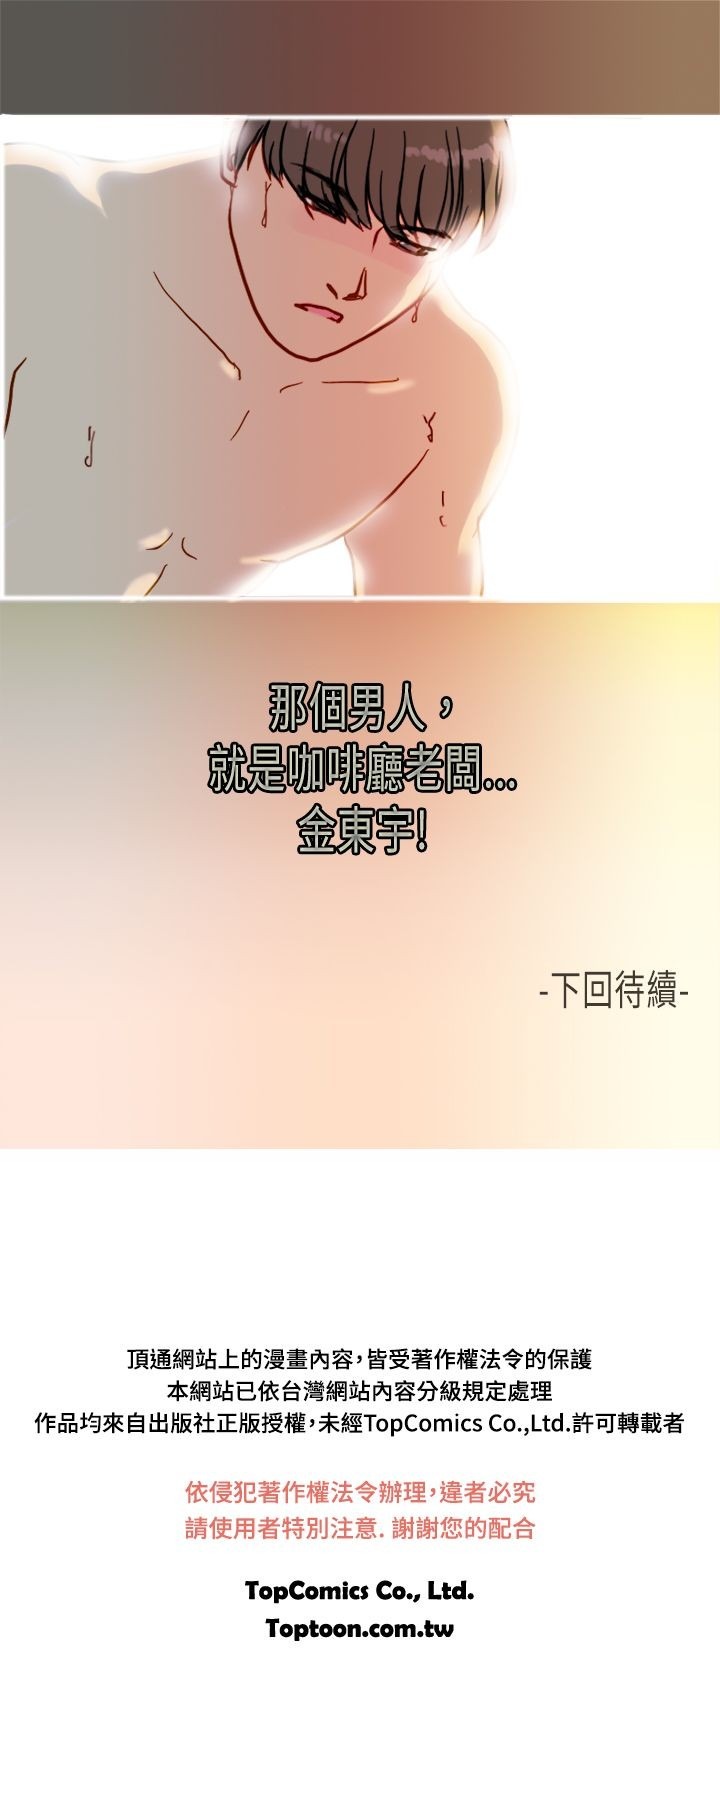 那個男人，
就是咖啡廳老闆...
金東宇!
-下回待續-
頂通網站上的漫畫內容，皆受著作權法令的保護
本網站已依台灣網站內容分級規定處理
作品均來自出版社正版授權，未經TopComics Co.,Ltd.許可轉載者
依侵犯著作權法令辦理，違者必究
請使用者特別注意. 謝謝您的配合
TopComics Co., Ltd.
Toptoon.com.tw